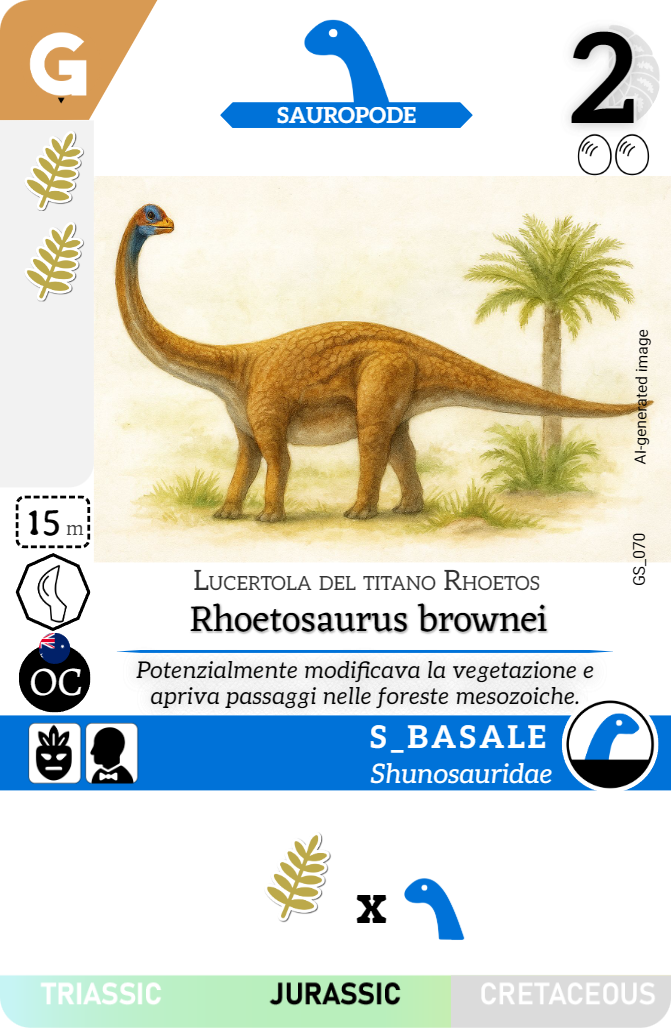 G
SAUROPODE
2
AI-generated image
15 m
GS_070
Lucertola del titano Rhoetos
Rhoetosaurus brownei
OC
Potenzialmente modificava la vegetazione e
apriva passaggi nelle foreste mesozoiche.
S_BASALE
Shunosauridae
x
TRIASSIC JURASSIC CRETACEOUS